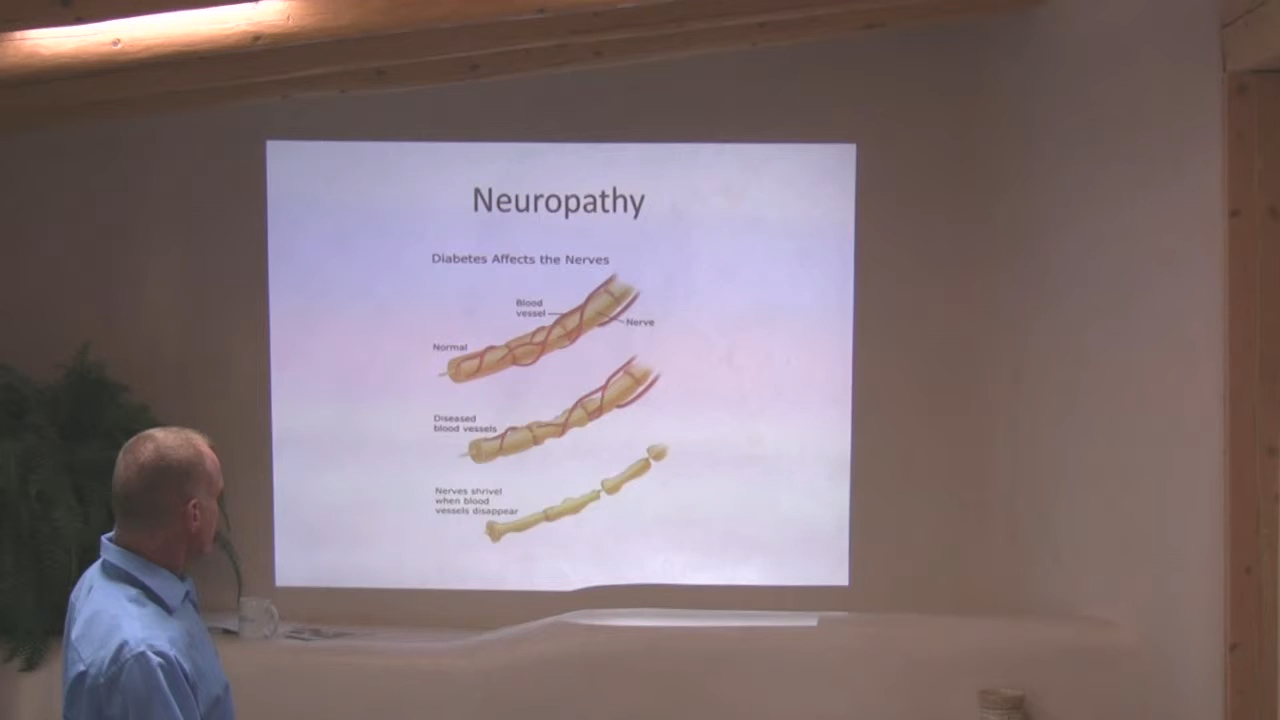 Neuropathy
Diabetes Affects the Nerves
Blood
vessel
Nerve
Normal
Diseased
blood vessels
Nerves shrivel
when blood
vessels disappear